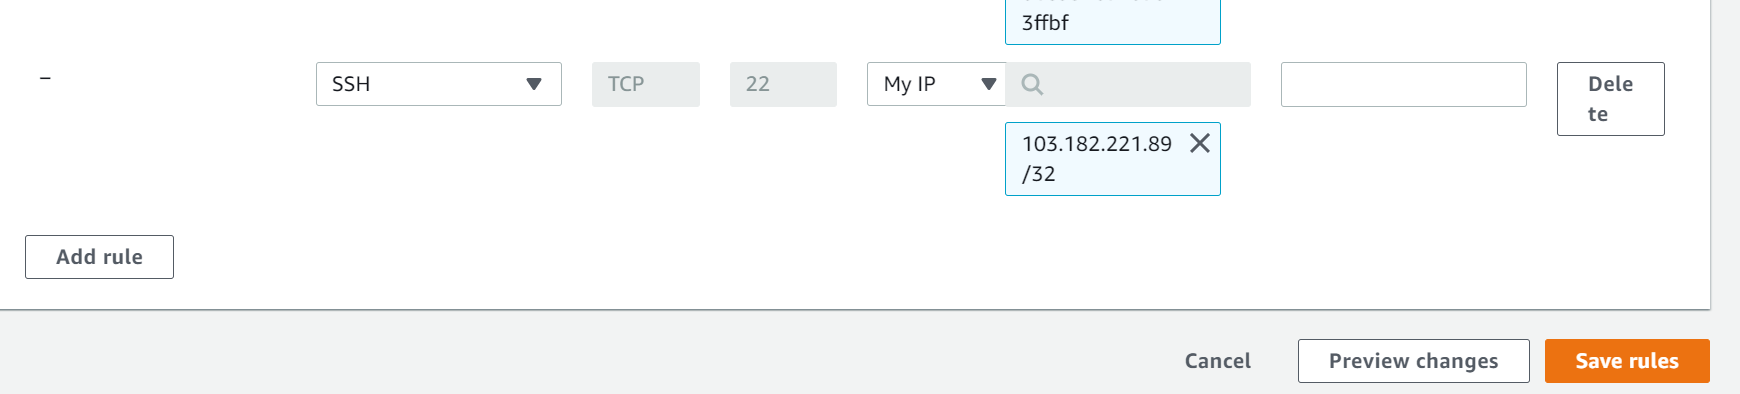 3ffbf
–
SSH
TCP
22
My IP
Dele
te
103.182.221.89
/32
Add rule
Cancel
Preview changes
Save rules